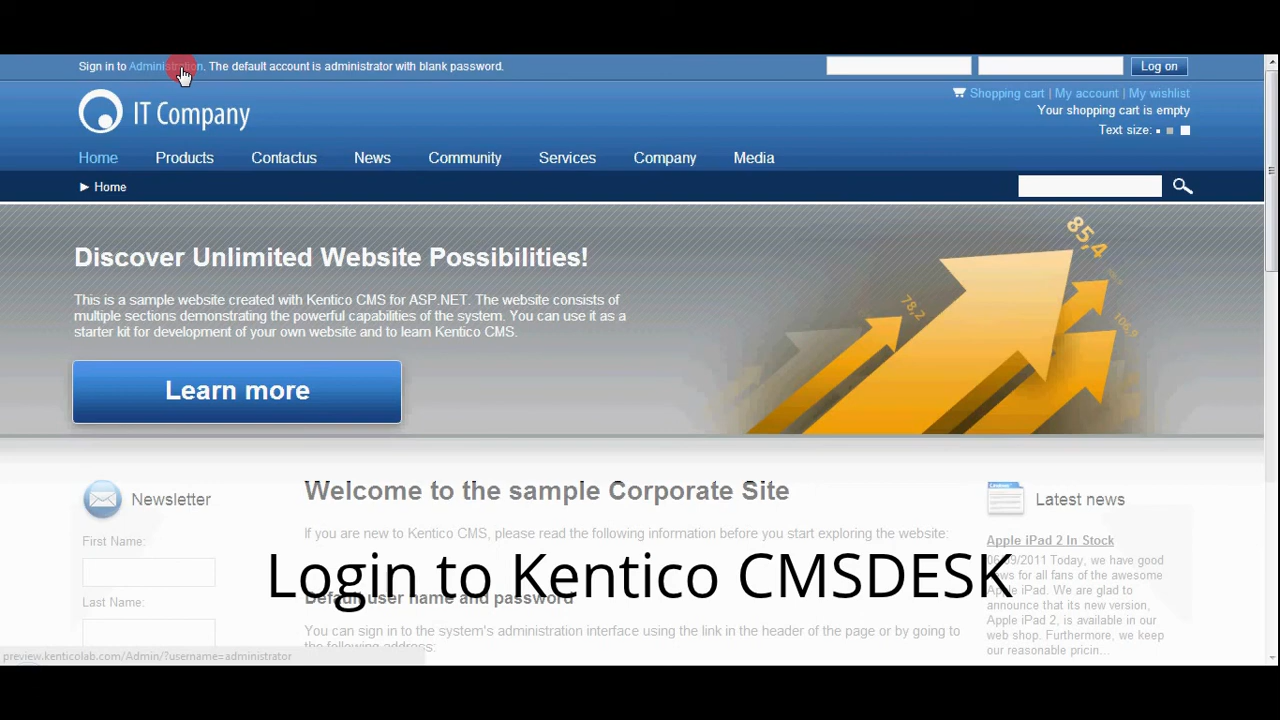 Sign in to Administration. The default account is administrator with blank password.
Log on
Shopping cart | My account | My wishlist
Your shopping cart is empty
Text size:
IT Company
Home Products Contactus News Community Services Company Media
Home
Discover Unlimited Website Possibilities!
This is a sample website created with Kentico CMS for ASP.NET. The website consists of
multiple sections demonstrating the powerful capabilities of the system. You can use it as a
starter kit for development of your own website and to learn Kentico CMS.
Learn more
85,4
78,2
106,9
Newsletter
First Name:
Last Name:
Welcome to the sample Corporate Site
If you are new to Kentico CMS, please read the following information before you start exploring the website:
Default user name and password
You can sign in to the system's administration interface using the link in the header of the page or by going to
the following address:
Latest news
Apple iPad 2 In Stock
06/09/2011 Today, we have good
news for all fans of the awesome
Apple iPad. We are glad to
announce that its new version,
Apple iPad 2, is available in our
web shop. Furthermore, we keep
our reasonable pricin...
Login to Kentico CMSDESK
preview.kenticolab.com/Admin/?username=administrator